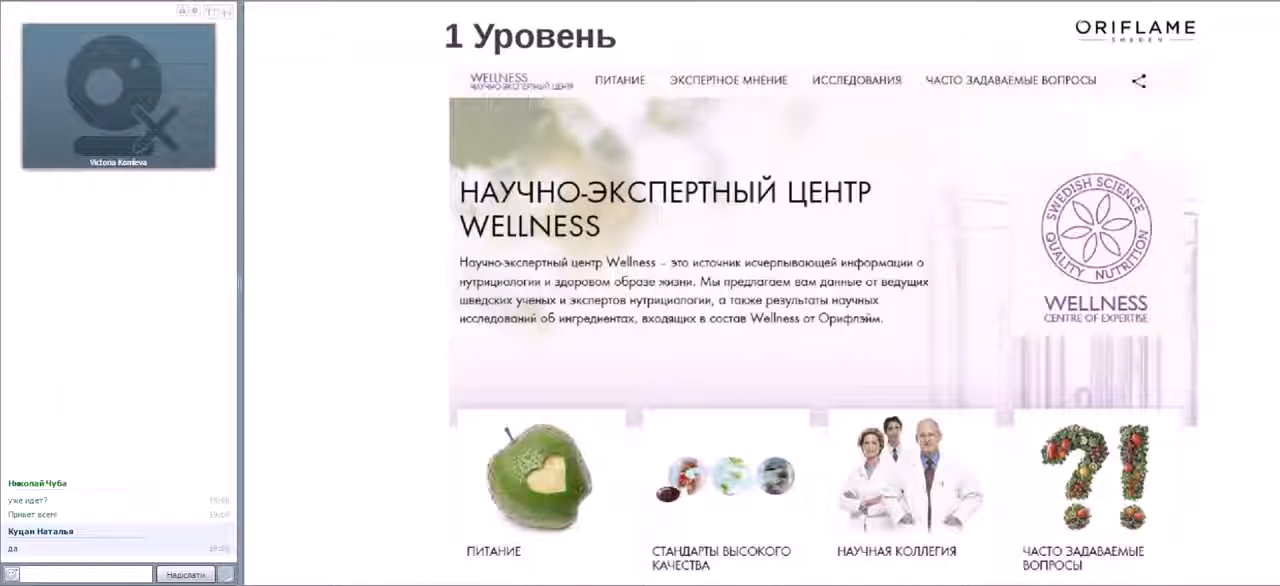 Victoria Komleva
Николай Чуба
уже идет?
Привет всем!
Куцан Наталья
да
Надіслати
1 Уровень
ORIFLAME
SWEDEN
WELLNESS
НАУЧНО-ЭКСПЕРТНЫЙ ЦЕНТР
ПИТАНИЕ
ЭКСПЕРТНОЕ МНЕНИЕ
ИССЛЕДОВАНИЯ
ЧАСТО ЗАДАВАЕМЫЕ ВОПРОСЫ
НАУЧНО-ЭКСПЕРТНЫЙ ЦЕНТР
WELLNESS
Научно-экспертный центр Wellness – это источник исчерпывающей информации о
нутрициологии и здоровом образе жизни. Мы предлагаем вам данные от ведущих
шведских ученых и экспертов нутрициологии, а также результаты научных
исследований об ингредиентах, входящих в состав Wellness от Орифлэйм.
SWEDISH SCIENCE
QUALITY NUTRITION
WELLNESS
CENTRE OF EXPERTISE
ПИТАНИЕ
СТАНДАРТЫ ВЫСОКОГО
КАЧЕСТВА
НАУЧНАЯ КОЛЛЕГИЯ
ЧАСТО ЗАДАВАЕМЫЕ
ВОПРОСЫ